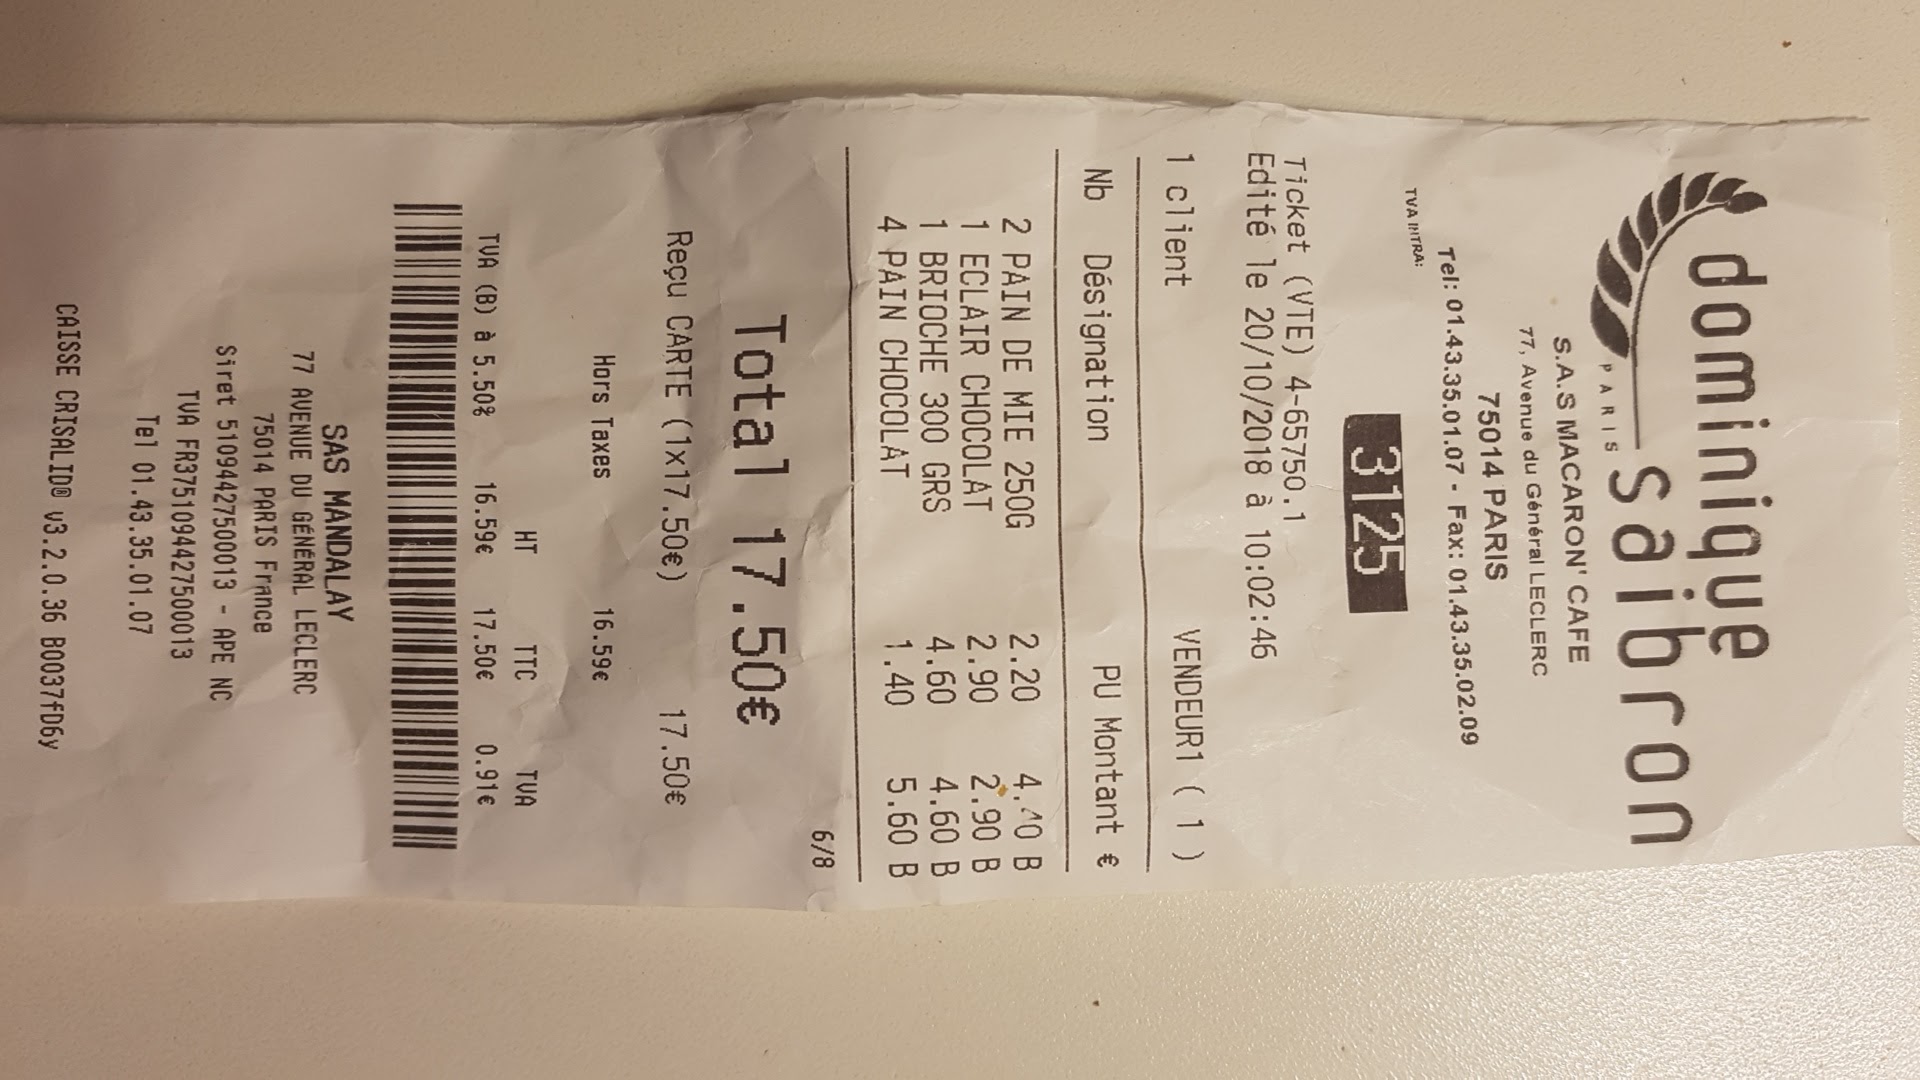 dominique
saibron
PARIS
S.A.S MACARON' CAFE
77, Avenue du Général LECLERC
75014 PARIS
Tel: 01.43.35.01.07 - Fax: 01.43.35.02.09
TVA INTRA:
3125
Ticket (VTE) 4-65750.1
Edité le 20/10/2018 à 10:02:46
1 client VENDEUR1 ( 1 )
Nb Désignation PU Montant €
2 PAIN DE MIE 250G 2.20 4.40 B
1 ECLAIR CHOCOLAT 2.90 2.90 B
1 BRIOCHE 300 GRS 4.60 4.60 B
4 PAIN CHOCOLAT 1.40 5.60 B
6/8
Total 17.50€
Reçu CARTE (1x17.50€) 17.50€
Hors Taxes 16.59€
HT TTC TVA
TVA (B) à 5.50% 16.59€ 17.50€ 0.91€
SAS MANDALAY
77 AVENUE DU GÉNÉRAL LECLERC
75014 PARIS France
Siret 51094427500013 - APE NC
TVA FR3751094427500013
Tel 01.43.35.01.07
CAISSE CRISALID® v3.2.0.36 B0037fD6y